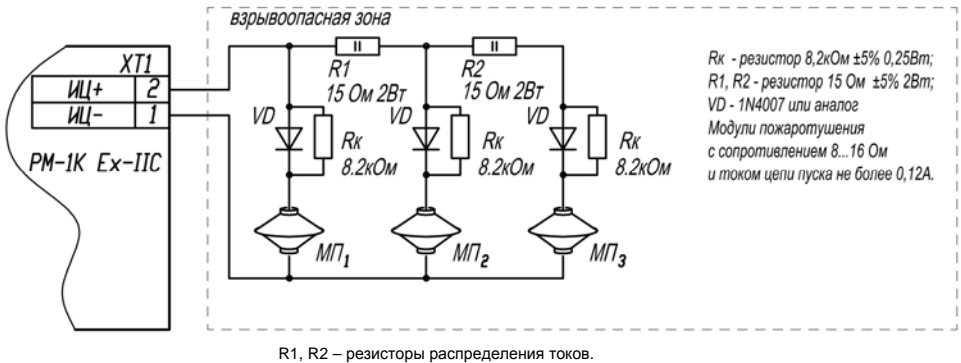 взрывоопасная зона
XT1
ИЦ+ 2
ИЦ- 1
РМ-1К Ex-IIC
R1
15 Ом 2Вт
R2
15 Ом 2Вт
VD
Rк
8.2кОм
VD
Rк
8.2кОм
VD
Rк
8.2кОм
МП1
МП2
МП3
Rк - резистор 8,2кОм ±5% 0,25Вт;
R1, R2 - резистор 15 Ом ±5% 2Вт;
VD - 1N4007 или аналог
Модули пожаротушения
с сопротивлением 8...16 Ом
и током цепи пуска не более 0,12А.
R1, R2 – резисторы распределения токов.